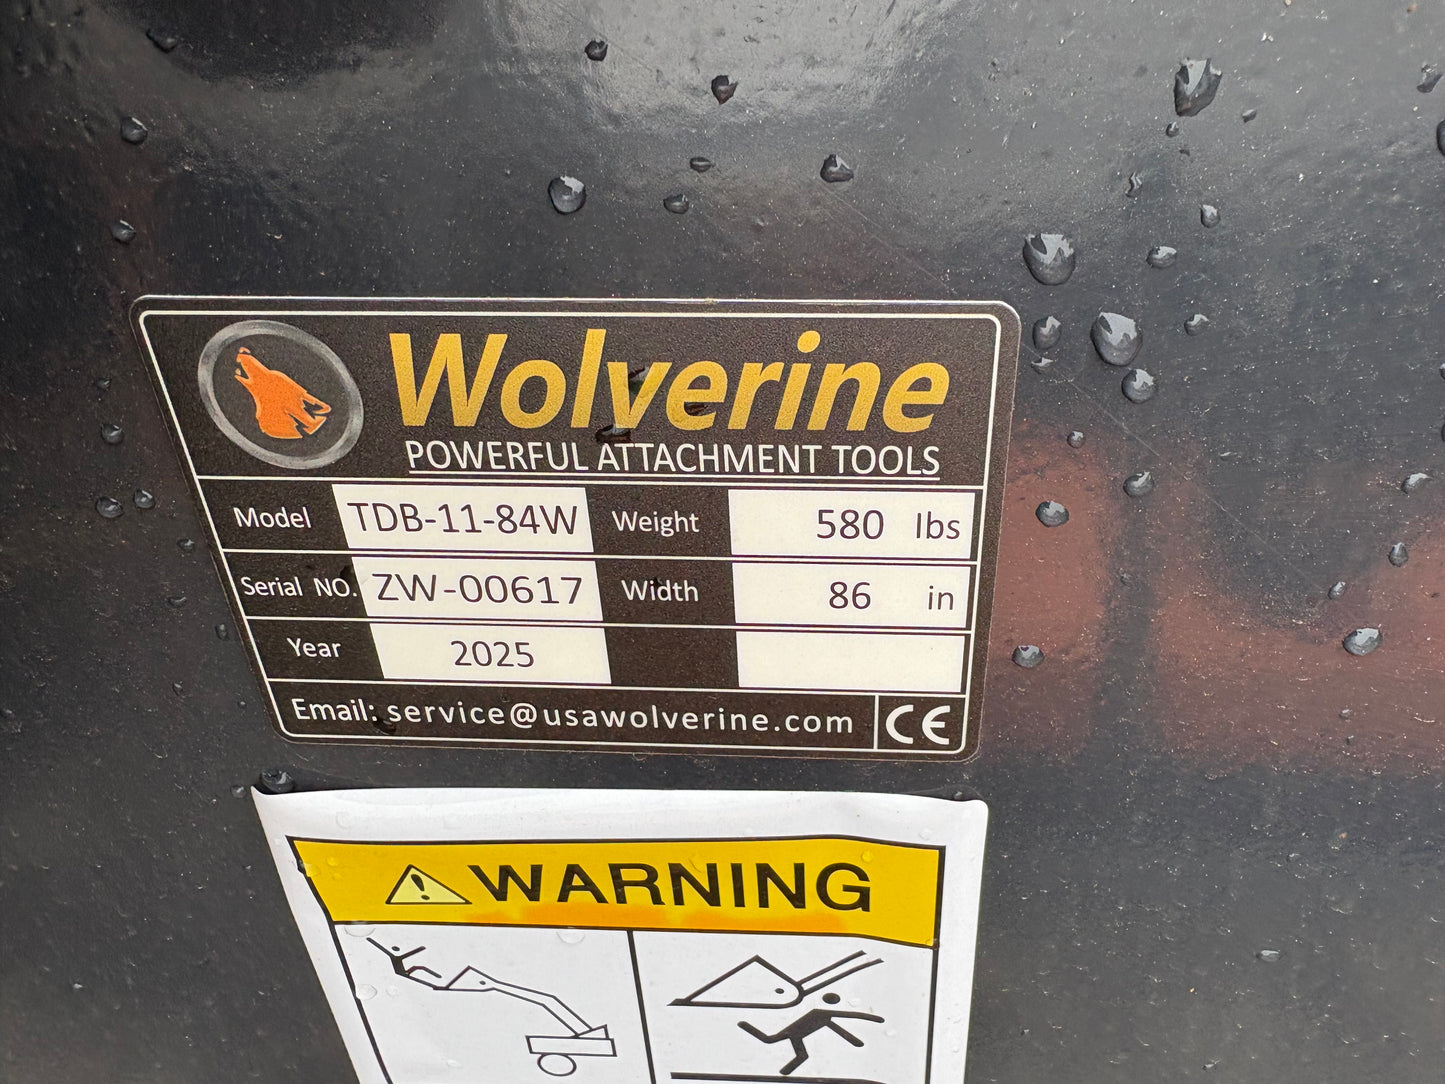 Wolverine
POWERFUL ATTACHMENT TOOLS
Model TDB-11-84W Weight 580 lbs
Serial NO. ZW-00617 Width 86 in
Year 2025
Email: service@usawolverine.com CE
WARNING